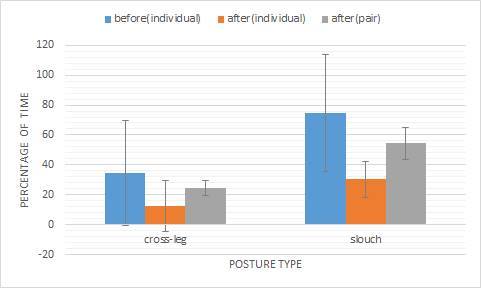 before(individual) after(individual) after(pair)
120
100
80
60
40
20
0
-20
PERCENTAGE OF TIME
cross-leg slouch
POSTURE TYPE